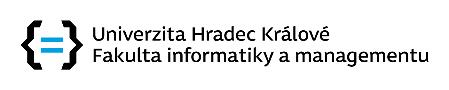 Univerzita Hradec Králové
Fakulta informatiky a managementu